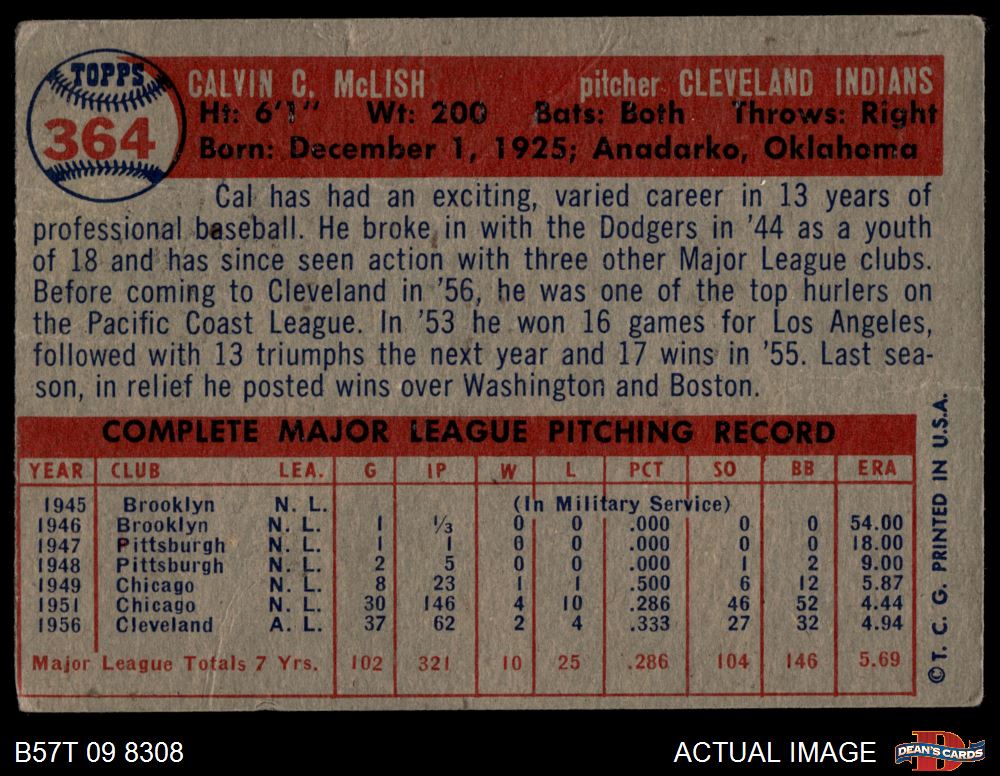 TOPPS
364
CALVIN C. McLISH pitcher CLEVELAND INDIANS
Ht: 6'1" Wt: 200 Bats: Both Throws: Right
Born: December 1, 1925; Anadarko, Oklahoma
Cal has had an exciting, varied career in 13 years of
professional baseball. He broke in with the Dodgers in '44 as a youth
of 18 and has since seen action with three other Major League clubs.
Before coming to Cleveland in '56, he was one of the top hurlers on
the Pacific Coast League. In '53 he won 16 games for Los Angeles,
followed with 13 triumphs the next year and 17 wins in '55. Last sea-
son, in relief he posted wins over Washington and Boston.
COMPLETE MAJOR LEAGUE PITCHING RECORD
YEAR CLUB LEA. G IP W L PCT SO BB ERA
1945 Brooklyn N. L. (In Military Service)
1946 Brooklyn N. L. 1 1/3 0 0 .000 0 0 54.00
1947 Pittsburgh N. L. 1 1 0 0 .000 0 0 18.00
1948 Pittsburgh N. L. 2 5 0 0 .000 1 2 9.00
1949 Chicago N. L. 8 23 1 1 .500 6 12 5.87
1951 Chicago N. L. 30 146 4 10 .286 46 52 4.44
1956 Cleveland A. L. 37 62 2 4 .333 27 32 4.94
Major League Totals 7 Yrs. 102 321 10 25 .286 104 146 5.69
©T. C. G. PRINTED IN U.S.A.
B57T 09 8308
ACTUAL IMAGE
D
DEAN'S CARDS